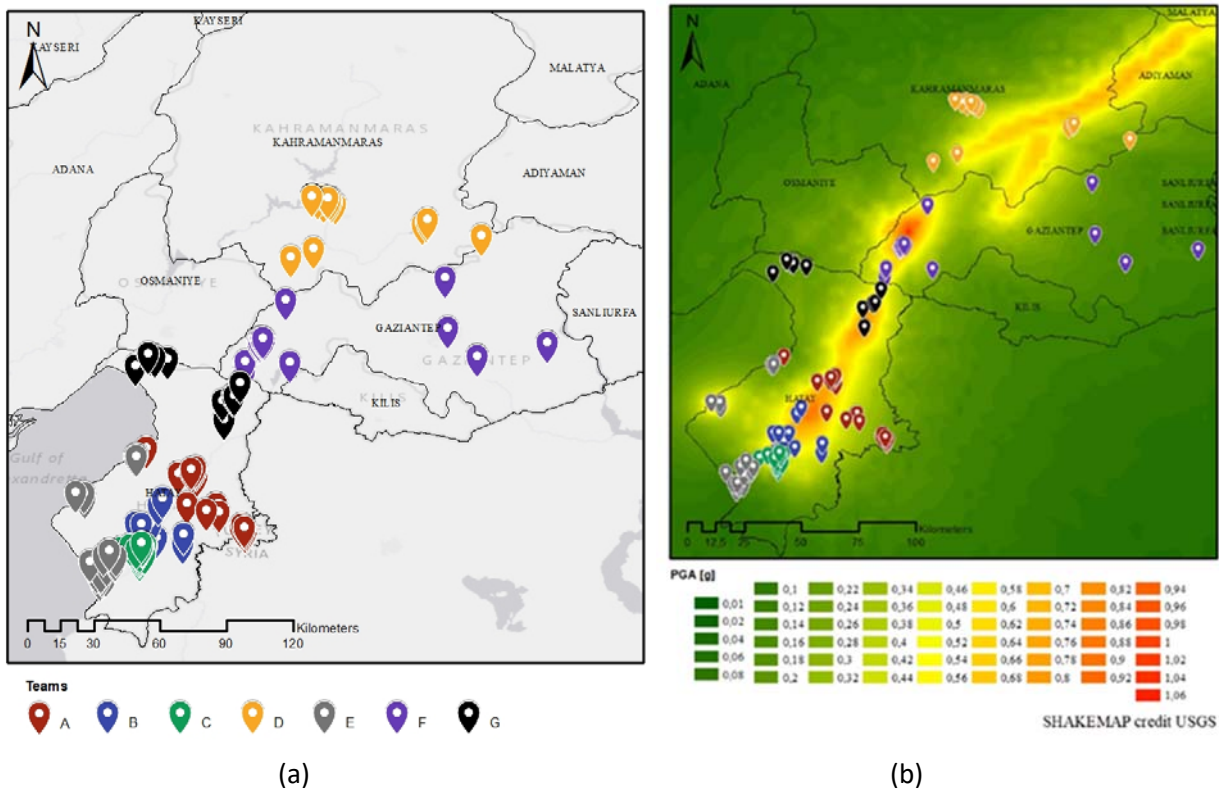 N
KAYSERI
KAYSERI
MALATYA
KAHRAMANMARAS
KAHRAMANMARAS
ADANA
ADIYAMAN
OSMANIYE
OSMANIYE
SANLIURFA
GAZIANTEP
GAZIANTEP
KILIS
KILIS
Gulf of
HATAY
SYRIA
Kilometers
0 15 30 60 90 120
Teams
A B C D E F G
(a)
N
MALATYA
ADIYAMAN
ADANA
KAHRAMANMARAS
OSMANIYE
SANLIURFA
SANLIURFA
GAZIANTEP
SANLIURFA
KILIS
HATAY
Kilometers
0 12,5 25 50 75 100
PGA [g]
0,1 0,22 0,34 0,46 0,58 0,7 0,82 0,94
0,01 0,12 0,24 0,36 0,48 0,6 0,72 0,84 0,96
0,02 0,14 0,26 0,38 0,5 0,62 0,74 0,86 0,98
0,04 0,16 0,28 0,4 0,52 0,64 0,76 0,88 1
0,06 0,18 0,3 0,42 0,54 0,66 0,78 0,9 1,02
0,08 0,2 0,32 0,44 0,56 0,68 0,8 0,92 1,04
1,06
SHAKEMAP credit USGS
(b)